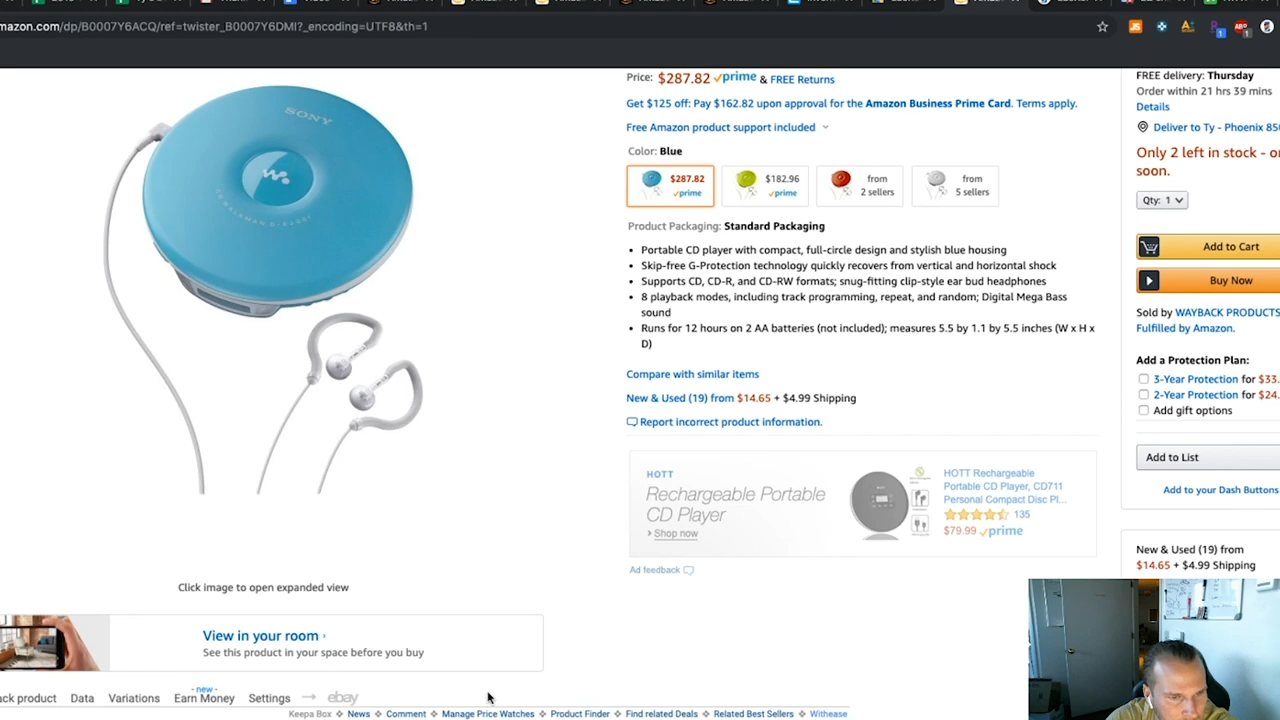 mazon.com/dp/B0007Y6ACQ/ref=twister_B0007Y6DMI?_encoding=UTF8&th=1
SONY
Price: $287.82 prime & FREE Returns
Get $125 off: Pay $162.82 upon approval for the Amazon Business Prime Card. Terms apply.
Free Amazon product support included
Color: Blue
$287.82 prime
$182.96 prime
from 2 sellers
from 5 sellers
Product Packaging: Standard Packaging
• Portable CD player with compact, full-circle design and stylish blue housing
• Skip-free G-Protection technology quickly recovers from vertical and horizontal shock
• Supports CD, CD-R, and CD-RW formats; snug-fitting clip-style ear bud headphones
• 8 playback modes, including track programming, repeat, and random; Digital Mega Bass
sound
• Runs for 12 hours on 2 AA batteries (not included); measures 5.5 by 1.1 by 5.5 inches (W x H x
D)
Compare with similar items
New & Used (19) from $14.65 + $4.99 Shipping
Report incorrect product information.
HOTT
Rechargeable Portable
CD Player
› Shop now
HOTT Rechargeable
Portable CD Player, CD711
Personal Compact Disc Pl...
135
$79.99 prime
Ad feedback
FREE delivery: Thursday
Order within 21 hrs 39 mins
Details
Deliver to Ty - Phoenix 850
Only 2 left in stock - o
soon.
Qty: 1
Add to Cart
Buy Now
Sold by WAYBACK PRODUCTS
Fulfilled by Amazon.
Add a Protection Plan:
3-Year Protection for $33.
2-Year Protection for $24.
Add gift options
Add to List
Add to your Dash Buttons
New & Used (19) from
$14.65 + $4.99 Shipping
Click image to open expanded view
View in your room ›
See this product in your space before you buy
ack product Data Variations - new - Earn Money Settings → ebay
Keepa Box ❖ News ❖ Comment ❖ Manage Price Watches ❖ Product Finder ❖ Find related Deals ❖ Related Best Sellers ❖ Withease